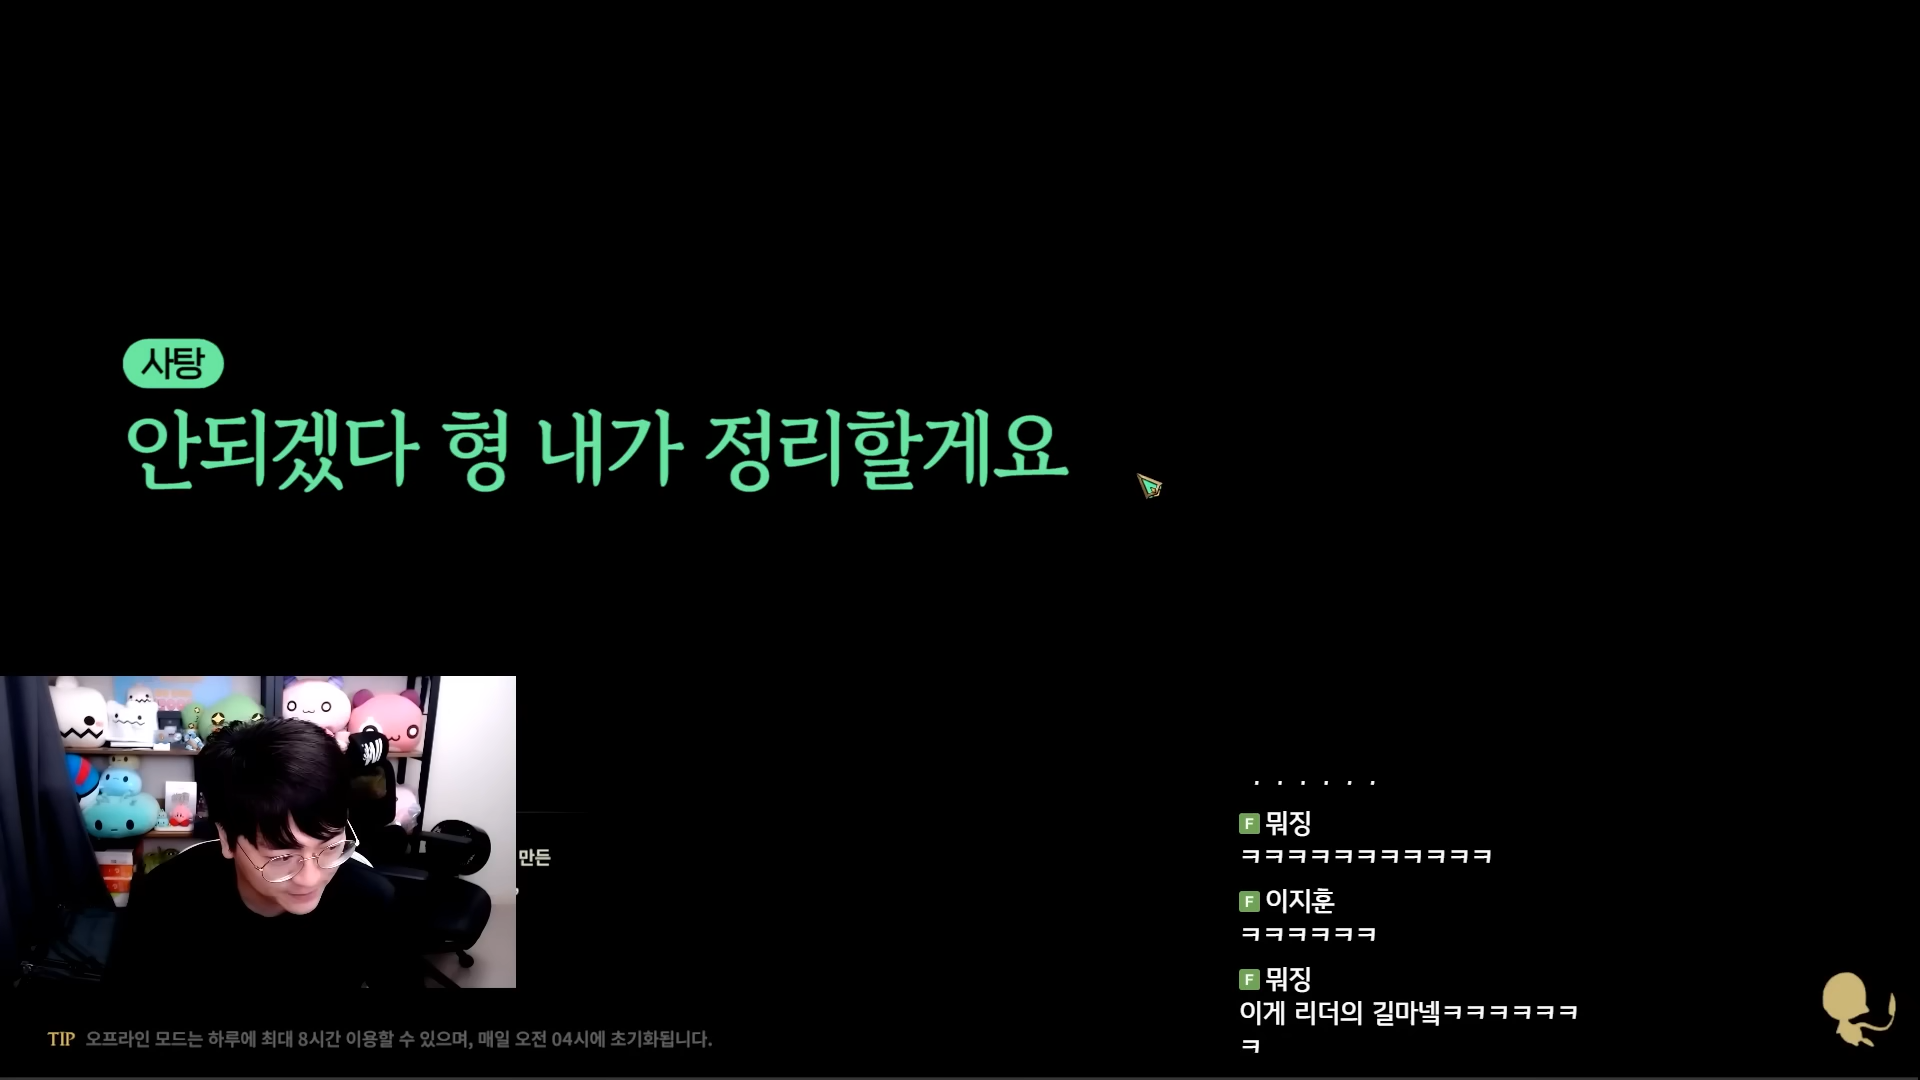 사탕
안되겠다 형 내가 정리할게요
만든
F 뭐징
ㅋㅋㅋㅋㅋㅋㅋㅋㅋㅋㅋ
F 이지훈
ㅋㅋㅋㅋㅋㅋ
F 뭐징
이게 리더의 길마넼ㅋㅋㅋㅋㅋㅋ
ㅋ
TIP 오프라인 모드는 하루에 최대 8시간 이용할 수 있으며, 매일 오전 04시에 초기화됩니다.